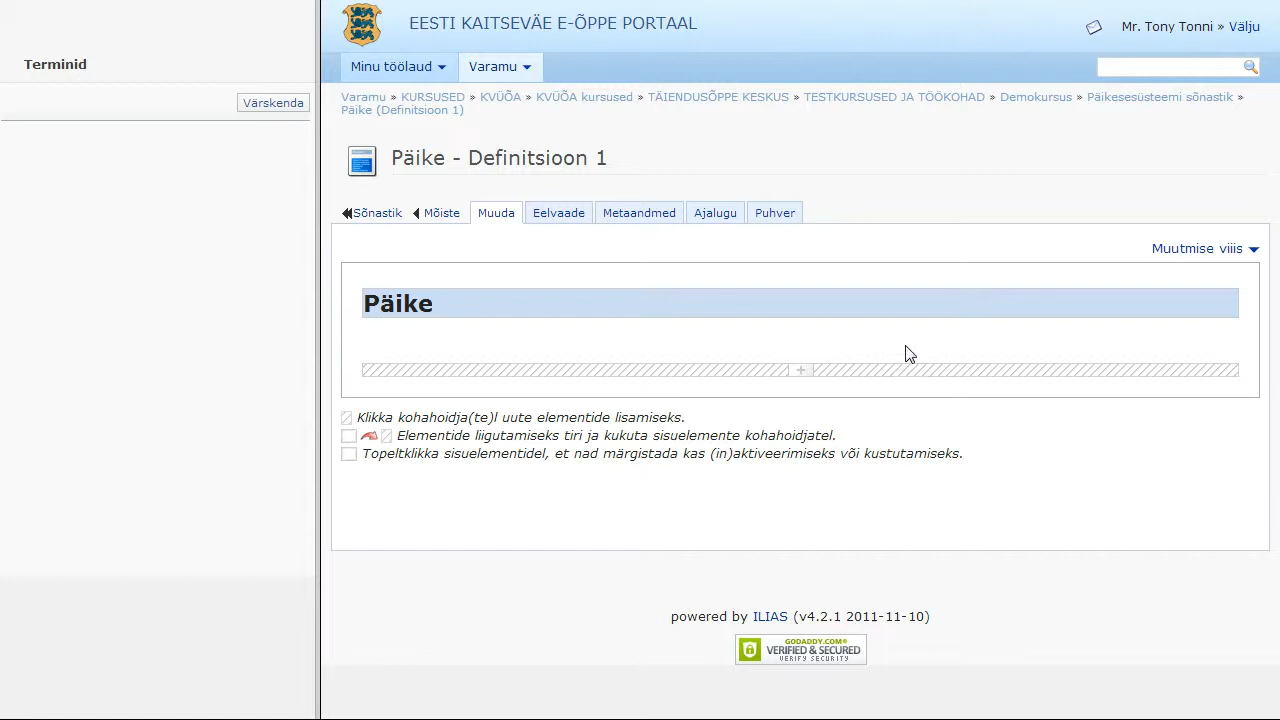 Terminid
Värskenda
EESTI KAITSEVÄE E-ÕPPE PORTAAL
Mr. Tony Tonni » Välju
Minu töölaud
Varamu
Varamu » KURSUSED » KVÜÕA » KVÜÕA kursused » TÄIENDUSÕPPE KESKUS » TESTKURSUSED JA TÖÖKOHAD » Demokursus » Päikesesüsteemi sõnastik »
Päike (Definitsioon 1)
Päike - Definitsioon 1
Sõnastik
Mõiste
Muuda
Eelvaade
Metaandmed
Ajalugu
Puhver
Muutmise viiis
Päike
+
Klikka kohahoidja(te)l uute elementide lisamiseks.
Elementide liigutamiseks tiri ja kukuta sisuelemente kohahoidjatel.
Topeltklikka sisuelementidel, et nad märgistada kas (in)aktiveerimiseks või kustutamiseks.
powered by ILIAS (v4.2.1 2011-11-10)
GODADDY.COM®
VERIFIED & SECURED
VERIFY SECURITY